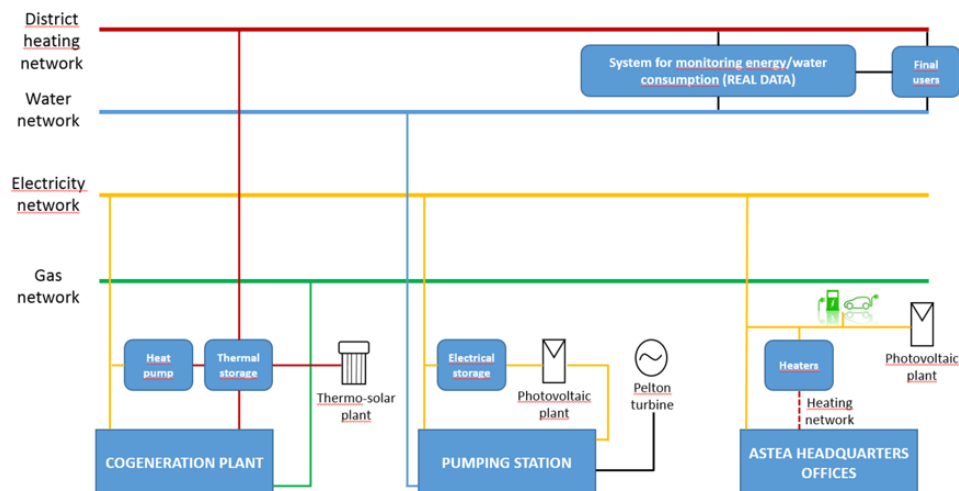 District
heating
network
System for monitoring energy/water
consumption (REAL DATA)
Final
users
Water
network
Electricity
network
Gas
network
Heat
pump
Thermal
storage
Thermo-solar
plant
Electrical
storage
Photovoltaic
plant
Pelton
turbine
Heaters
Photovoltaic
plant
Heating
network
COGENERATION PLANT
PUMPING STATION
ASTEA HEADQUARTERS
OFFICES